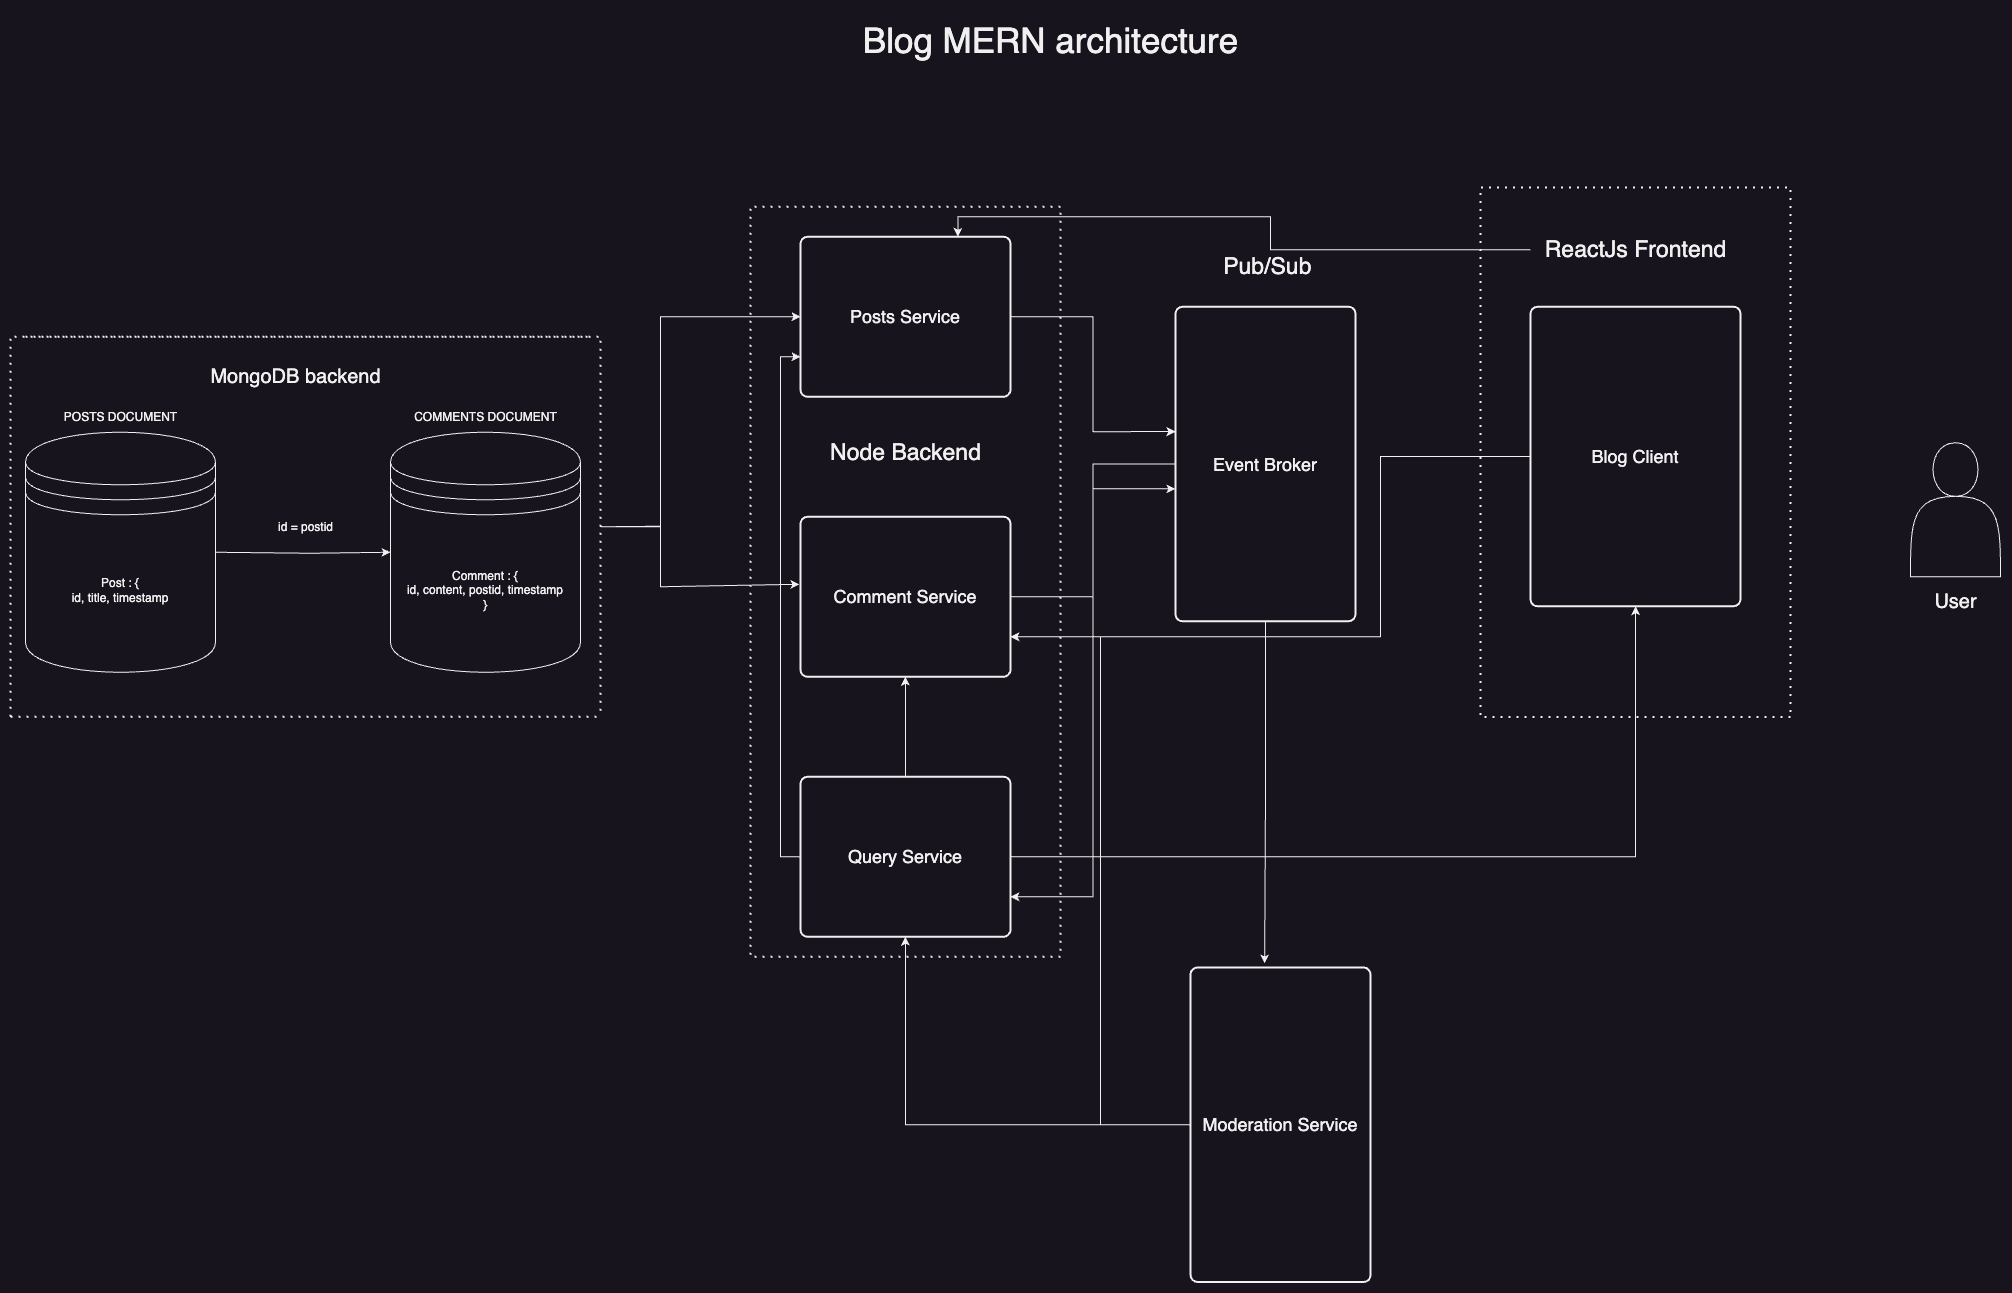 Blog MERN architecture
MongoDB backend
POSTS DOCUMENT
COMMENTS DOCUMENT
id = postid
Post : {
id, title, timestamp
Comment : {
id, content, postid, timestamp
}
Posts Service
Node Backend
Comment Service
Query Service
Pub/Sub
Event Broker
Moderation Service
ReactJs Frontend
Blog Client
User